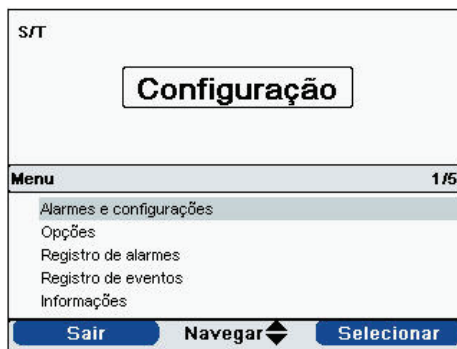 S/T
Configuração
Menu 1/5
Alarmes e configurações
Opções
Registro de alarmes
Registro de eventos
Informações
Sair Navegar Selecionar